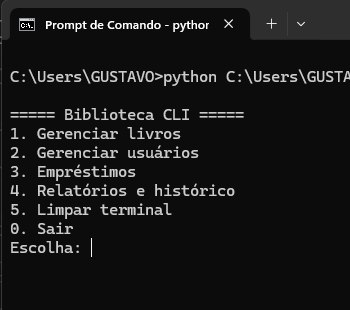 Prompt de Comando - python
C:\Users\GUSTAVO>python C:\Users\GUSTA
===== Biblioteca CLI =====
1. Gerenciar livros
2. Gerenciar usuários
3. Empréstimos
4. Relatórios e histórico
5. Limpar terminal
0. Sair
Escolha: